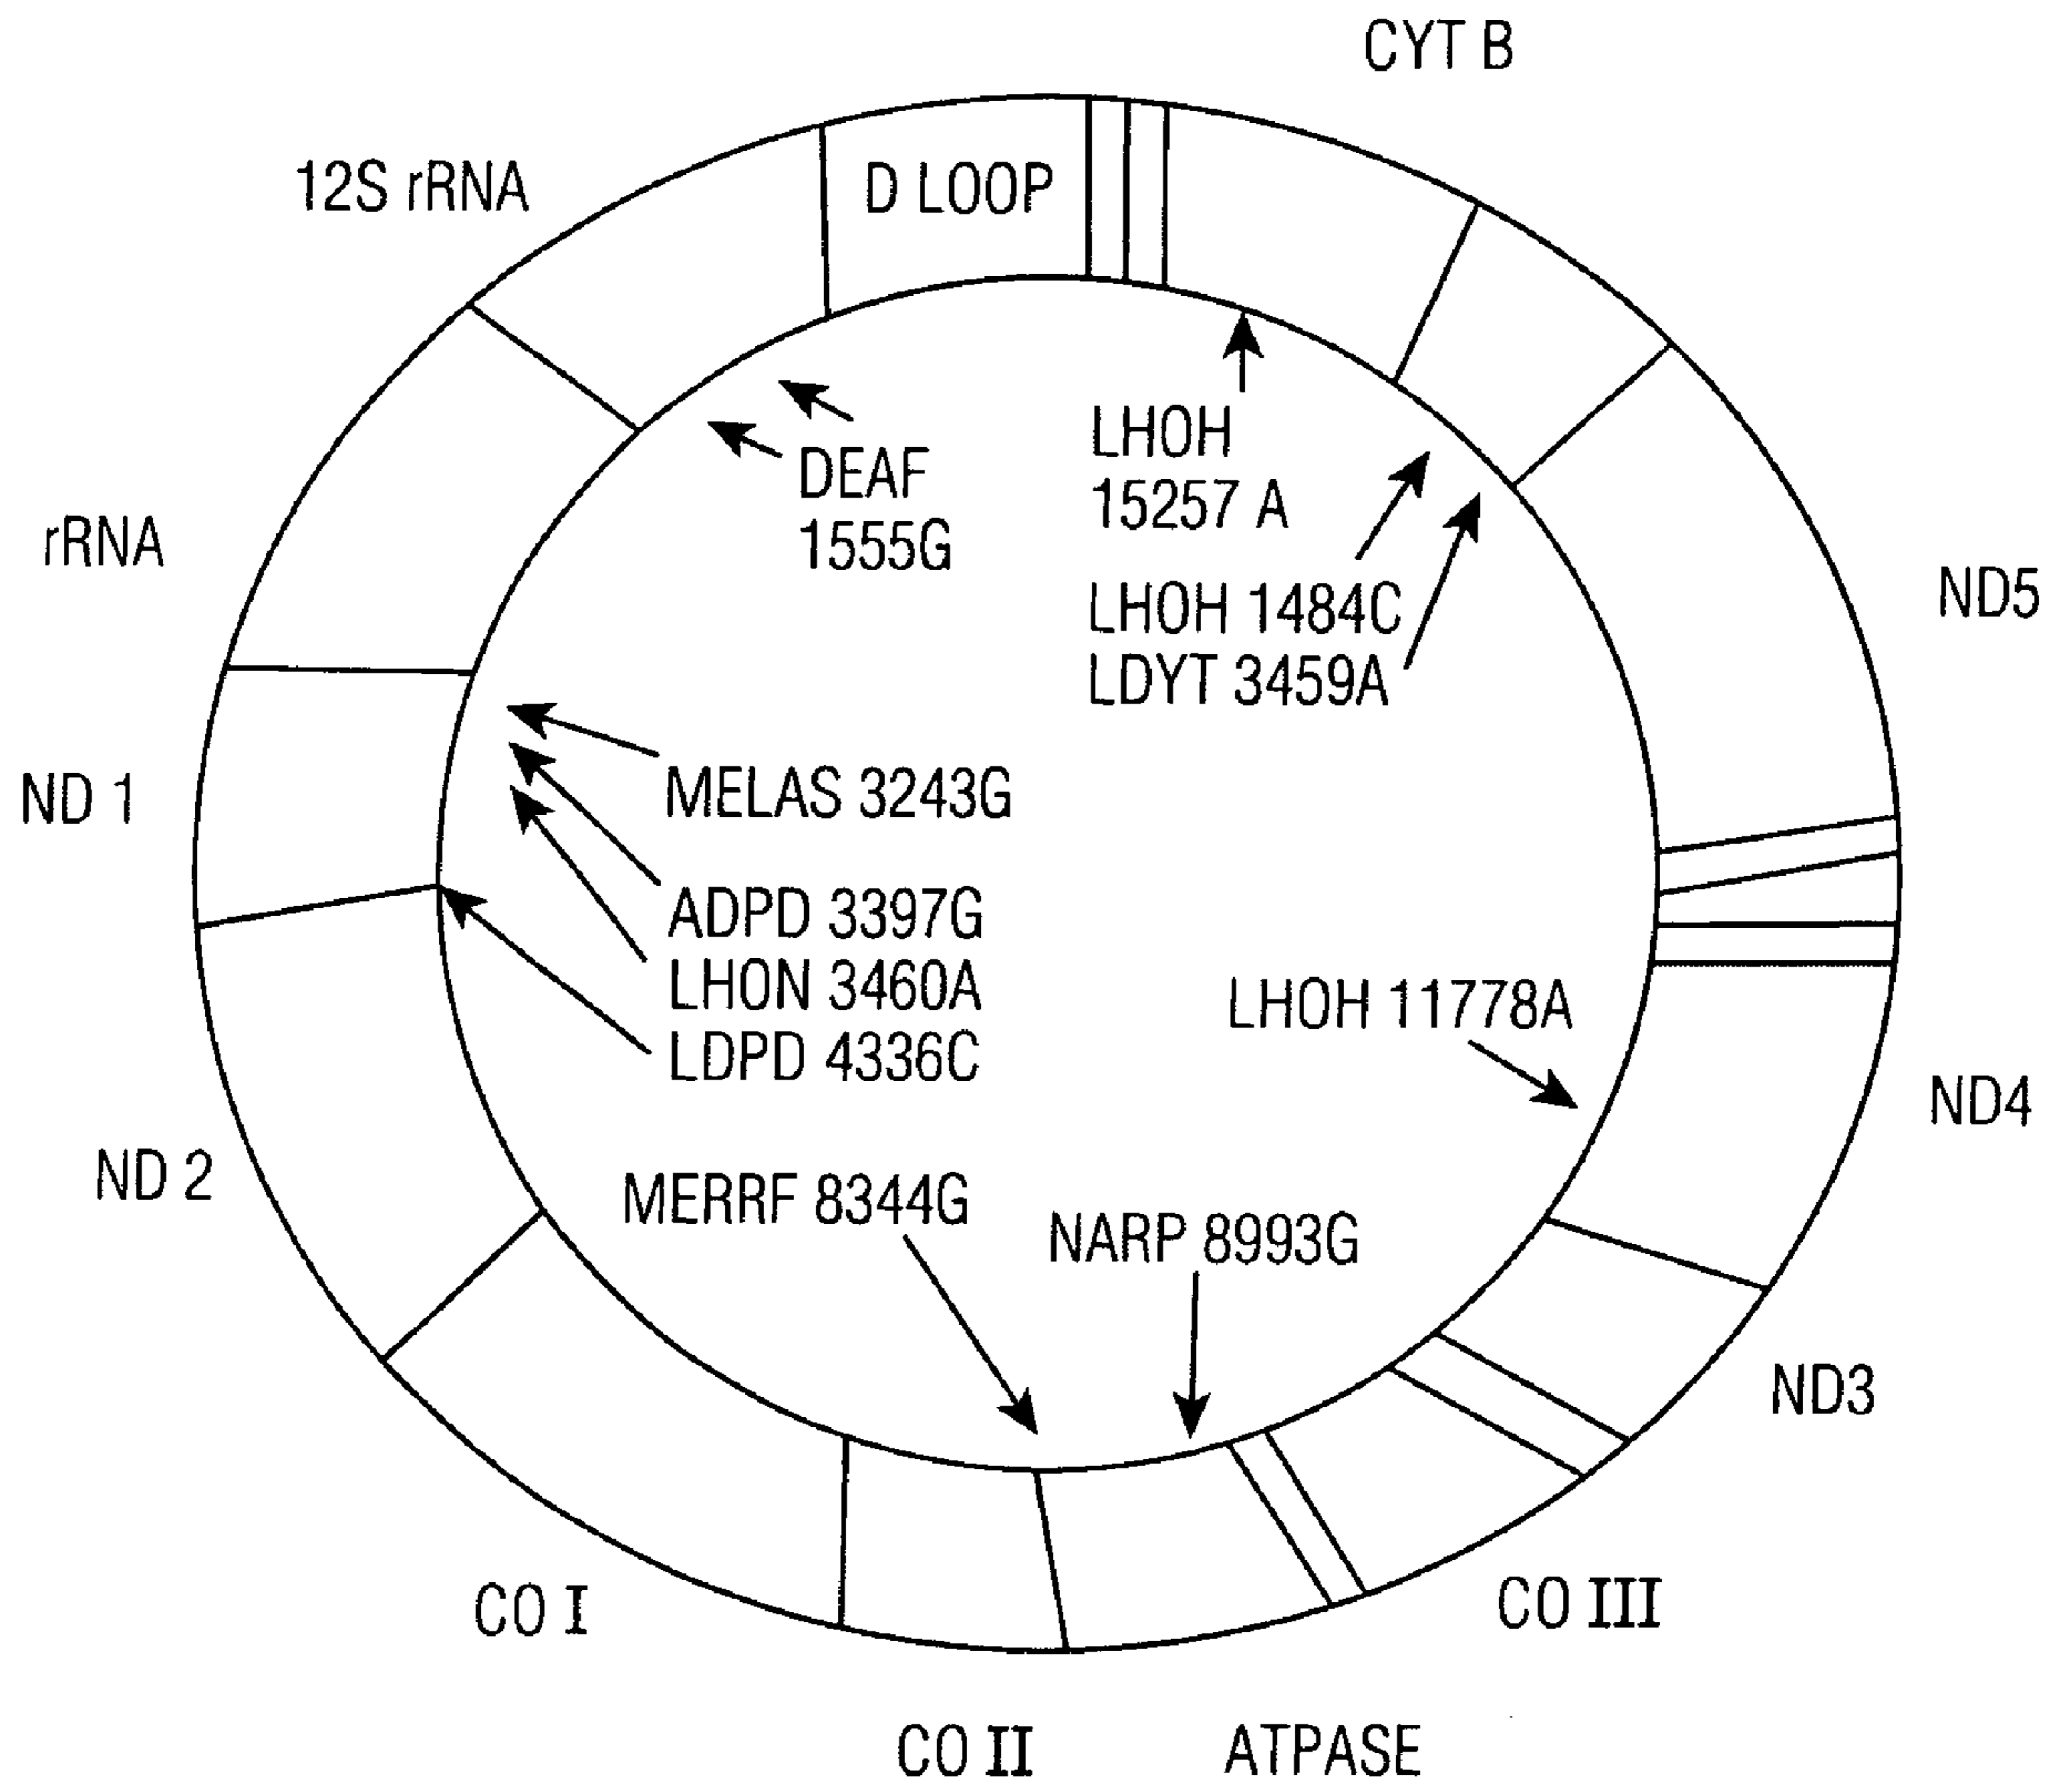 CYT B
12S rRNA
D LOOP
LHOH
15257 A
DEAF
1555G
rRNA
ND5
LHOH 1484C
LDYT 3459A
ND 1
MELAS 3243G
ADPD 3397G
LHON 3460A
LDPD 4336C
LHOH 11778A
ND4
ND 2
MERRF 8344G
NARP 8993G
ND3
CO I
CO III
CO II
ATPASE